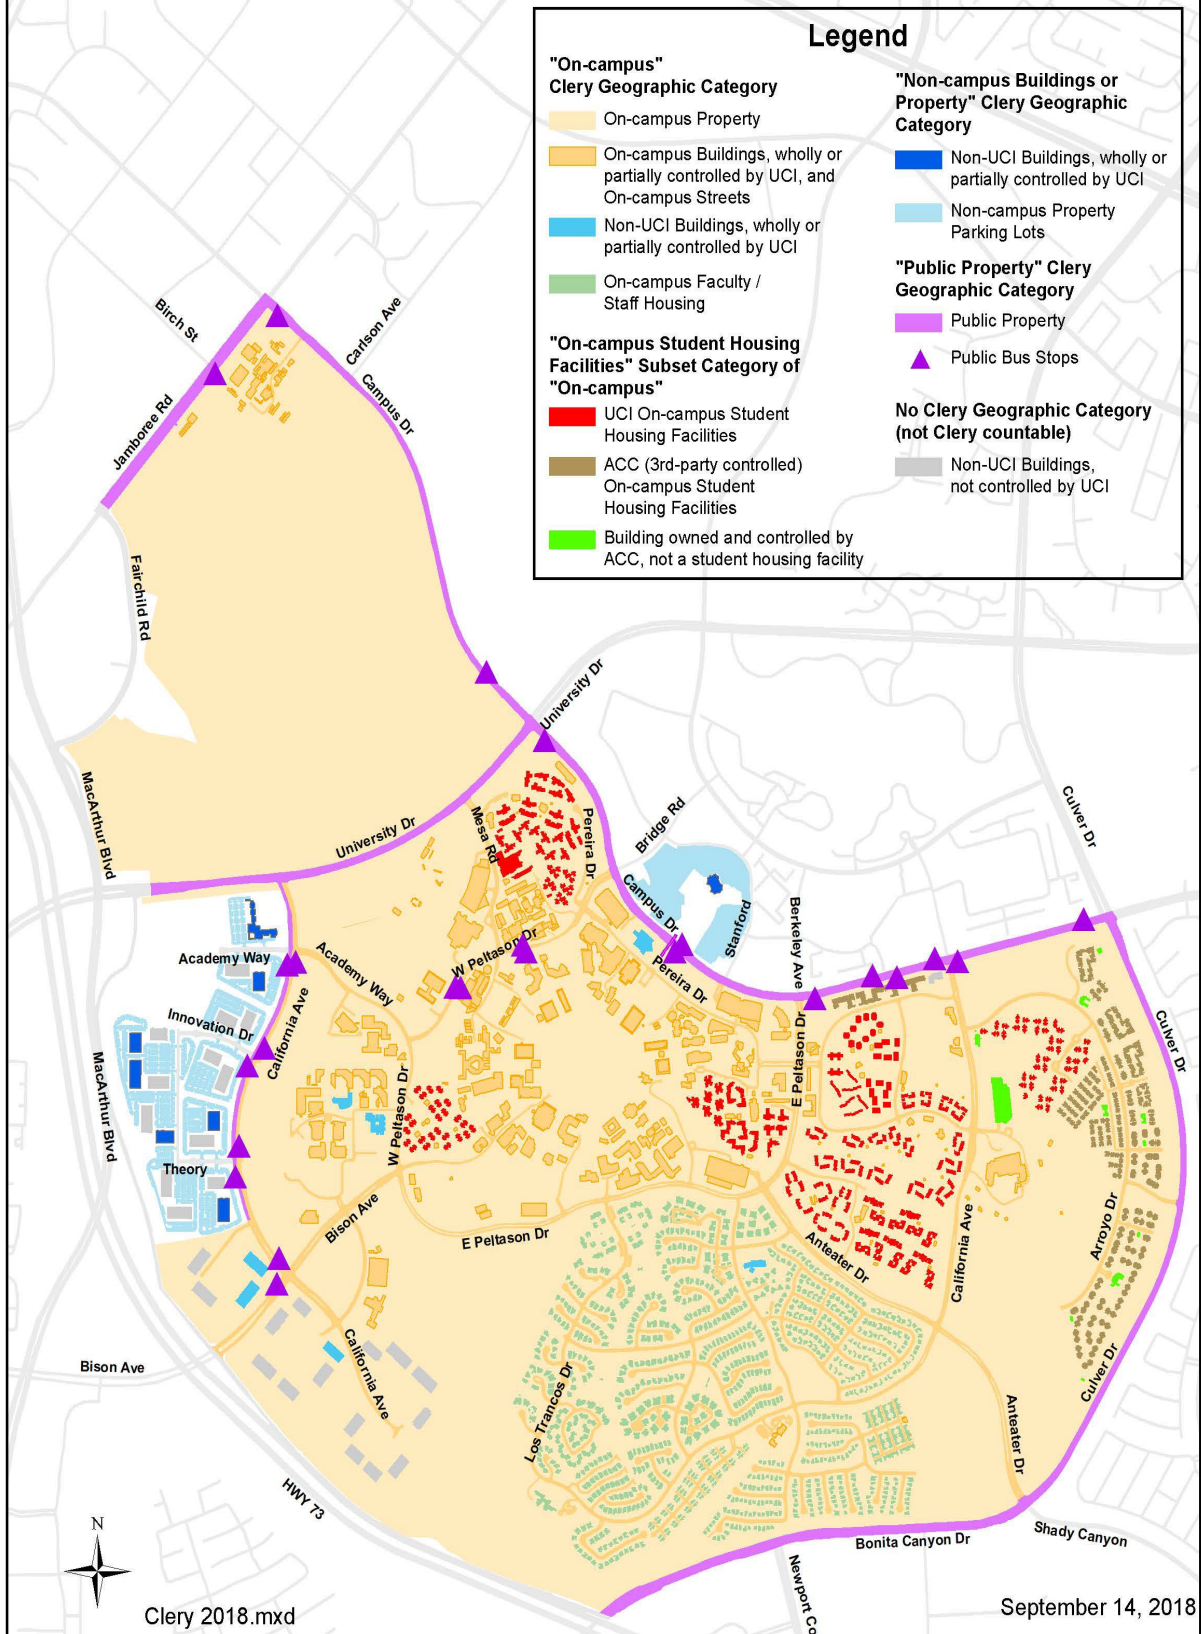 Legend
"On-campus"
Clery Geographic Category
On-campus Property
On-campus Buildings, wholly or
partially controlled by UCI, and
On-campus Streets
Non-UCI Buildings, wholly or
partially controlled by UCI
On-campus Faculty /
Staff Housing
"On-campus Student Housing
Facilities" Subset Category of
"On-campus"
UCI On-campus Student
Housing Facilities
ACC (3rd-party controlled)
On-campus Student
Housing Facilities
Building owned and controlled by
ACC, not a student housing facility
"Non-campus Buildings or
Property" Clery Geographic
Category
Non-UCI Buildings, wholly or
partially controlled by UCI
Non-campus Property
Parking Lots
"Public Property" Clery
Geographic Category
Public Property
Public Bus Stops
No Clery Geographic Category
(not Clery countable)
Non-UCI Buildings,
not controlled by UCI
Birch St
Carlson Ave
Jamboree Rd
Campus Dr
Fairchild Rd
University Dr
MacArthur Blvd
University Dr
Mesa Rd
Pereira Dr
Bridge Rd
Culver Dr
Campus Dr
Stanford
Berkeley Ave
W Peltason Dr
Academy Way
Academy Way
Pereira Dr
Innovation Dr
California Ave
E Peltason Dr
Culver Dr
MacArthur Blvd
W Peltason Dr
Theory
Bison Ave
E Peltason Dr
Anteater Dr
California Ave
Arroyo Dr
Bison Ave
California Ave
Los Trancos Dr
Culver Dr
Anteater Dr
HWY 73
Shady Canyon
Bonita Canyon Dr
Newport Co
N
Clery 2018.mxd
September 14, 2018